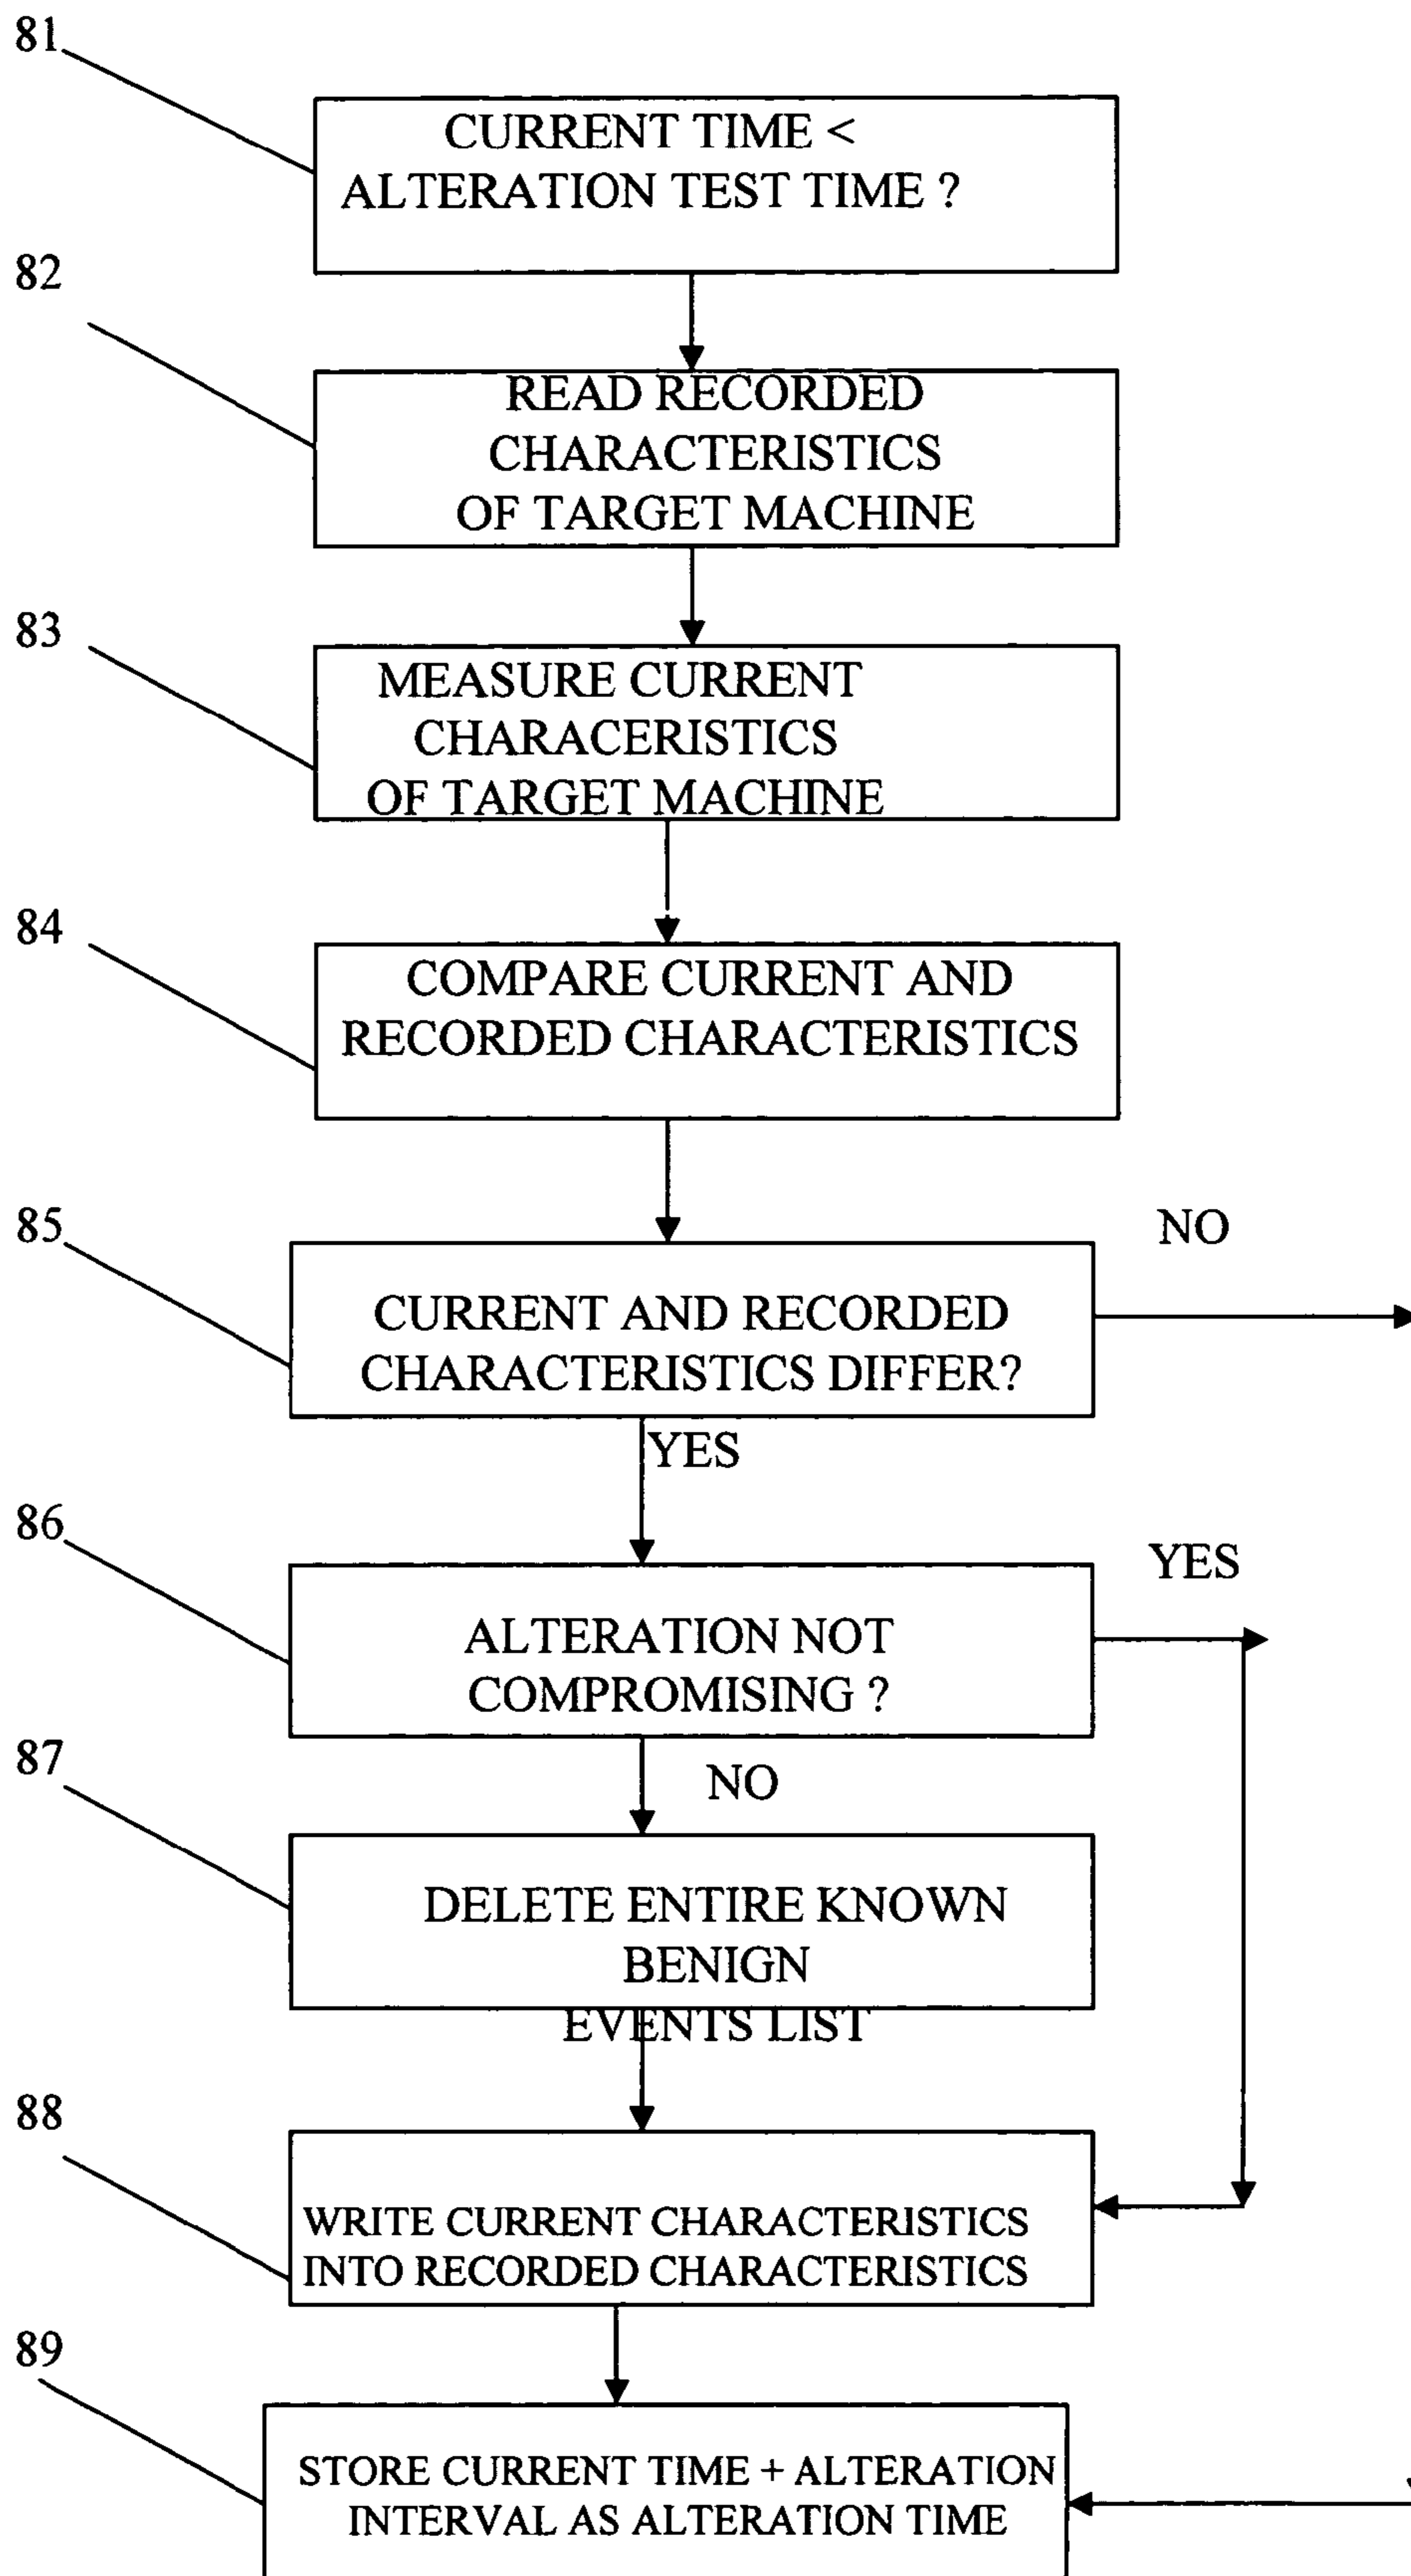 81
CURRENT TIME <
ALTERATION TEST TIME ?
82
READ RECORDED
CHARACTERISTICS
OF TARGET MACHINE
83
MEASURE CURRENT
CHARACERISTICS
OF TARGET MACHINE
84
COMPARE CURRENT AND
RECORDED CHARACTERISTICS
85
NO
CURRENT AND RECORDED
CHARACTERISTICS DIFFER?
YES
86
YES
ALTERATION NOT
COMPROMISING ?
87
NO
DELETE ENTIRE KNOWN
BENIGN
EVENTS LIST
88
WRITE CURRENT CHARACTERISTICS
INTO RECORDED CHARACTERISTICS
89
STORE CURRENT TIME + ALTERATION
INTERVAL AS ALTERATION TIME